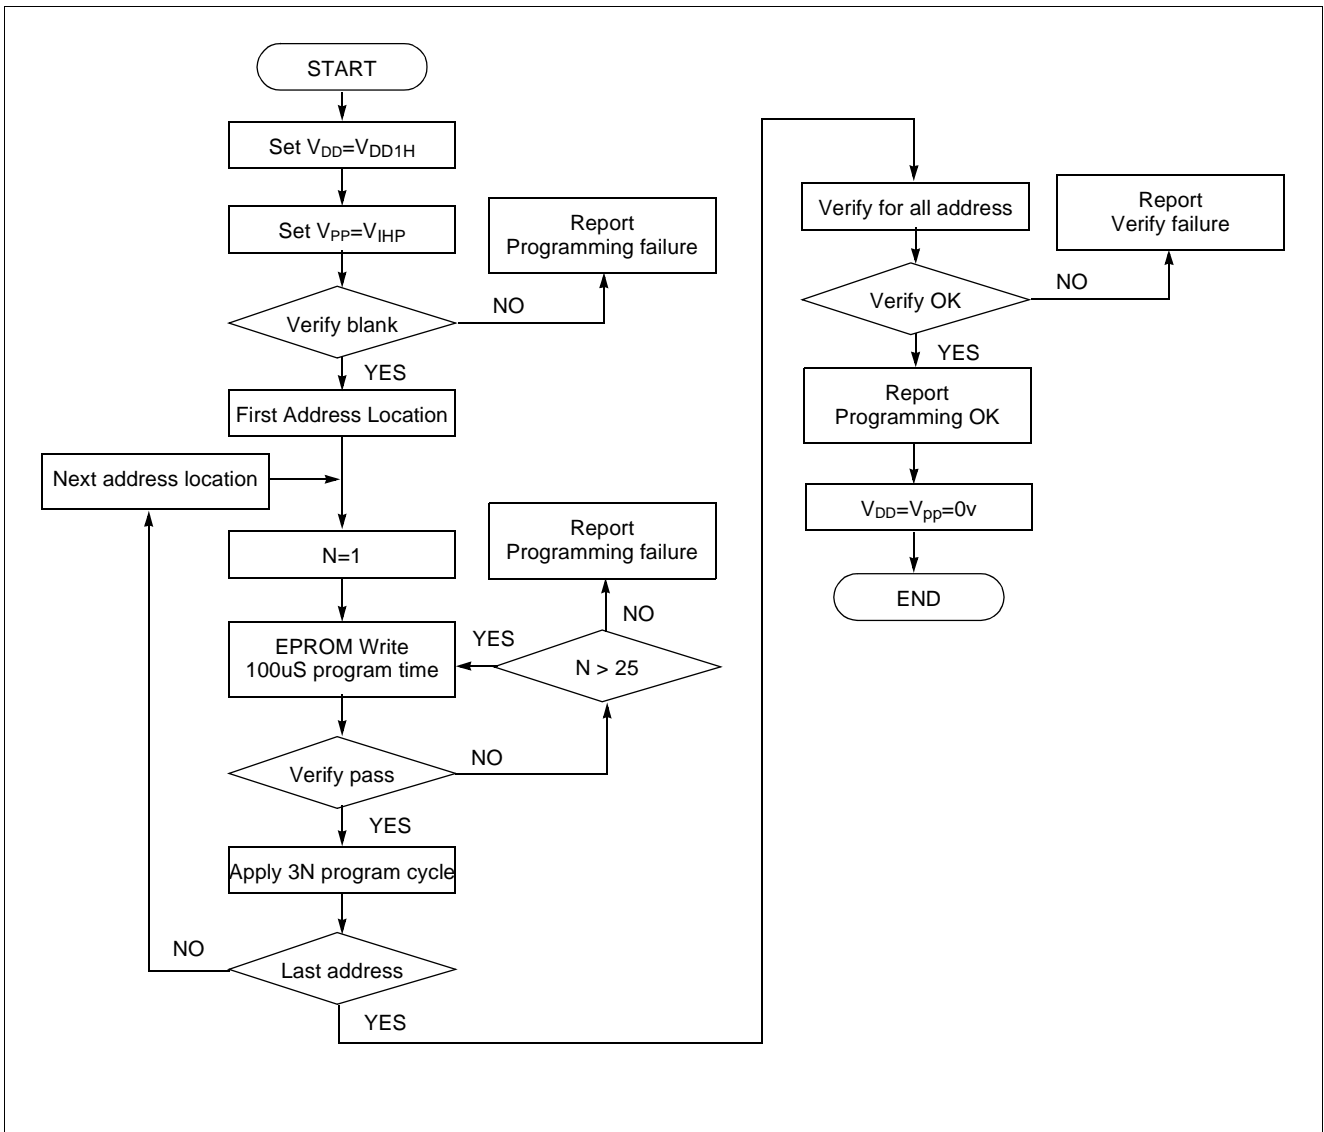 START
Set VDD=VDD1H
Set VPP=VIHP
Report
Programming failure
NO
Verify blank
YES
First Address Location
Next address location
N=1
Report
Programming failure
NO
EPROM Write
100uS program time
YES
N > 25
Verify pass
NO
YES
Apply 3N program cycle
NO
Last address
YES
Verify for all address
Report
Verify failure
Verify OK
NO
YES
Report
Programming OK
VDD=Vpp=0v
END